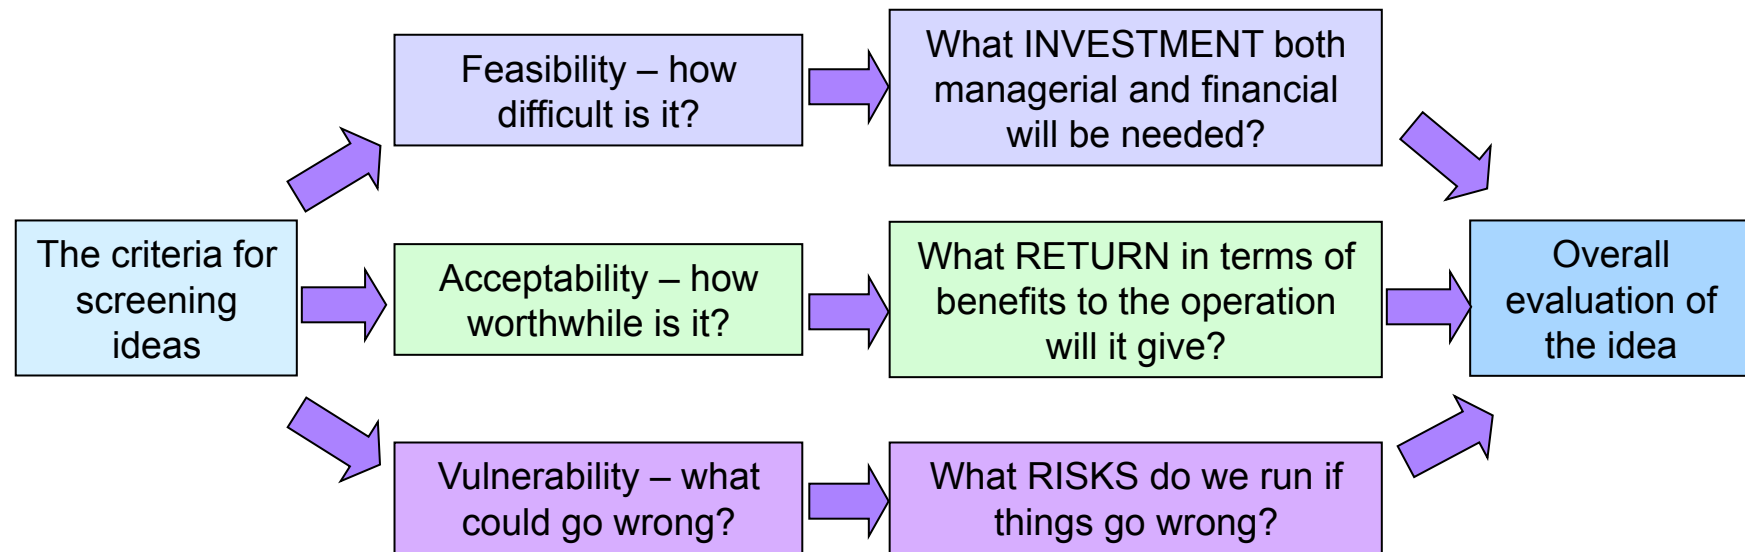 The criteria for
screening
ideas
Feasibility – how
difficult is it?
What INVESTMENT both
managerial and financial
will be needed?
Acceptability – how
worthwhile is it?
What RETURN in terms of
benefits to the operation
will it give?
Vulnerability – what
could go wrong?
What RISKS do we run if
things go wrong?
Overall
evaluation of
the idea